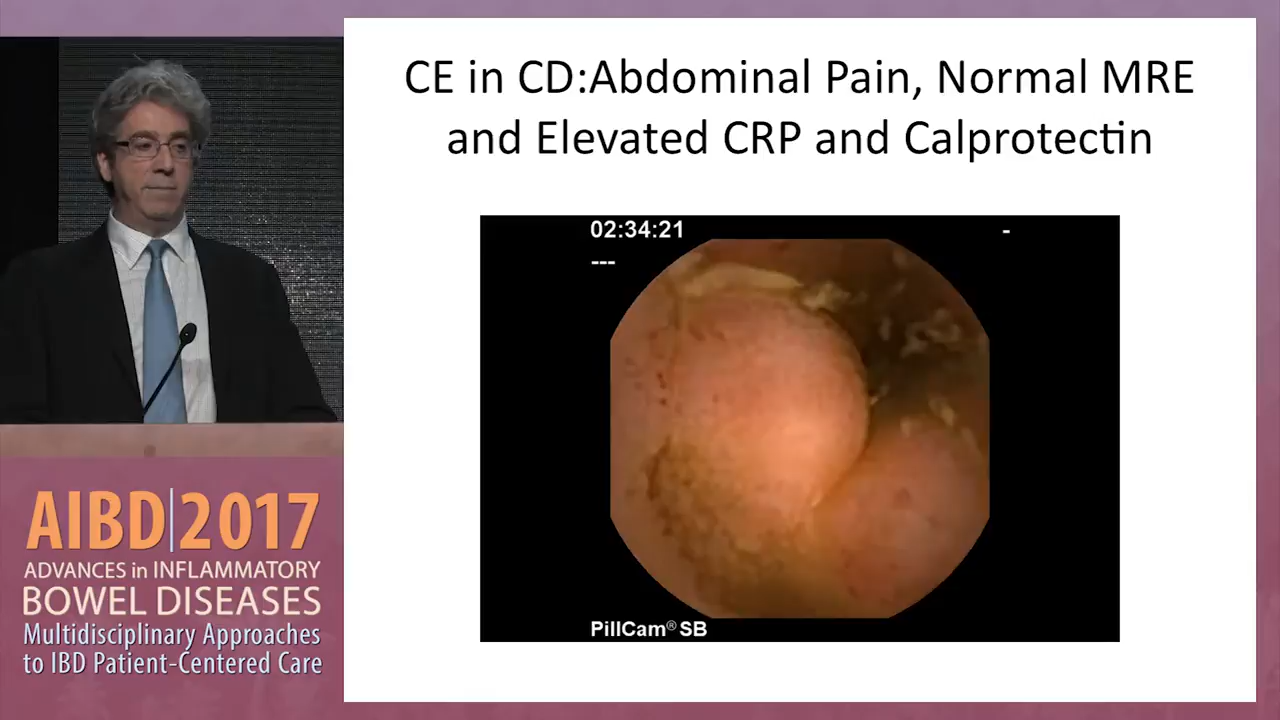 CE in CD:Abdominal Pain, Normal MRE
and Elevated CRP and Calprotectin
02:34:21
-
---
PillCam® SB
AIBD|2017
ADVANCES in INFLAMMATORY
BOWEL DISEASES
Multidisciplinary Approaches
to IBD Patient-Centered Care